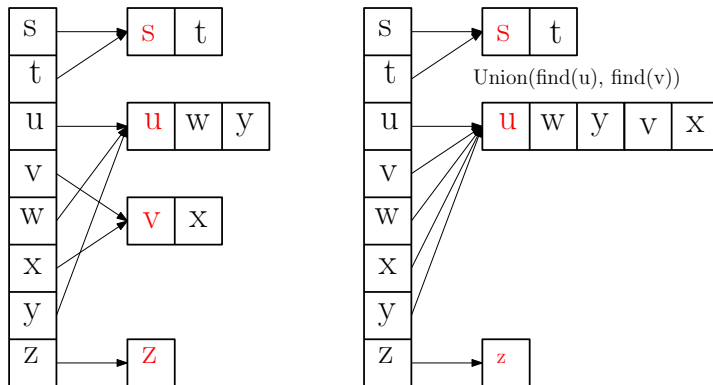 s s t
t
u u w y
v
w v x
x
y
z z
s s t
t Union(find(u), find(v))
u u w y v x
v
w
x
y
z z